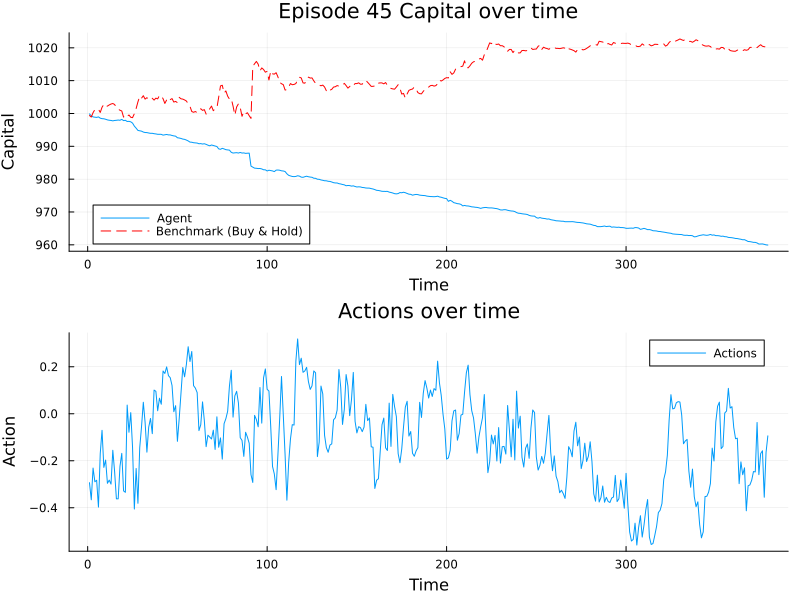 Episode 45 Capital over time
Capital
1020
1010
1000
990
980
970
960
Agent
Benchmark (Buy & Hold)
0 100 200 300
Time
Actions over time
Action
0.2
0.0
−0.2
−0.4
Actions
0 100 200 300
Time